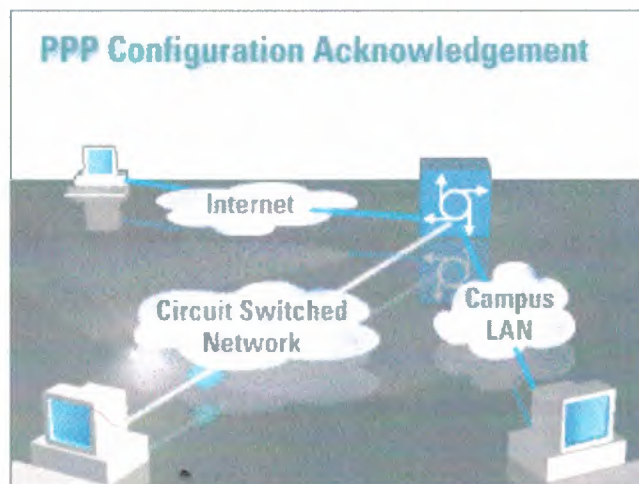 PPP Configuration Acknowledgement
Internet
Circuit Switched
Network
Campus
LAN